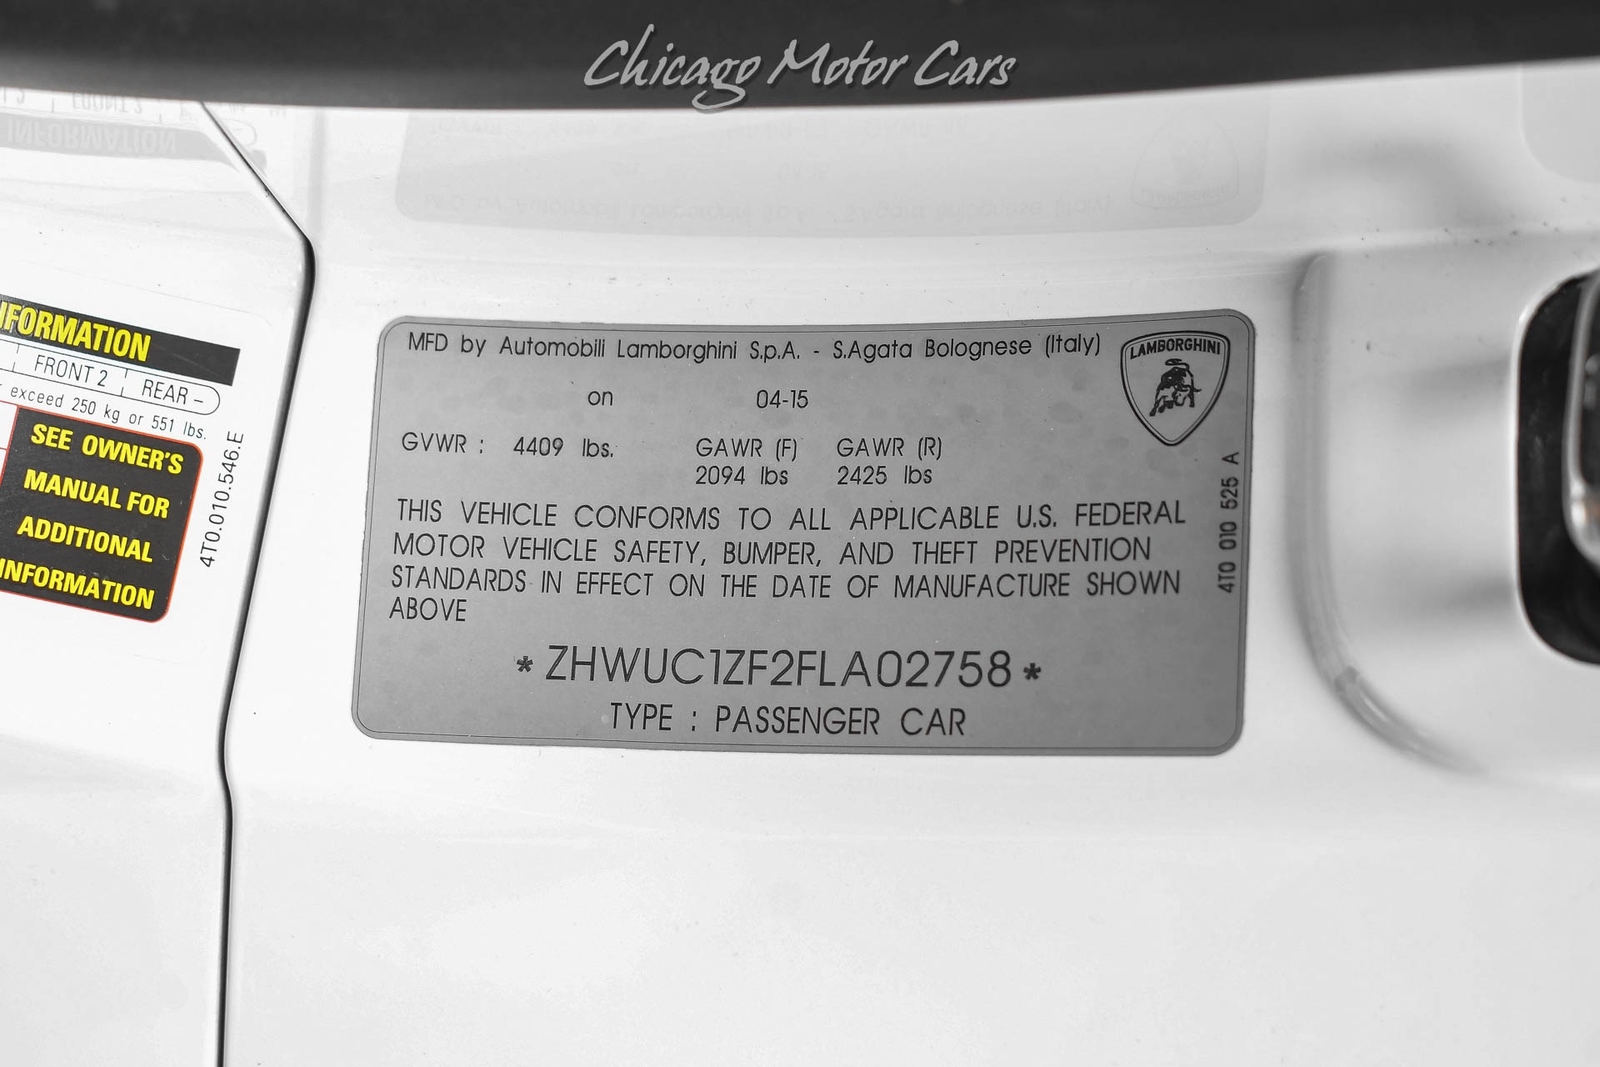 Chicago Motor Cars
INFORMATION
FRONT 2 REAR -
exceed 250 kg or 551 lbs.
SEE OWNER'S
MANUAL FOR
ADDITIONAL
INFORMATION
4T0.010.546.E
MFD by Automobili Lamborghini S.p.A. - S.Agata Bolognese (Italy)
LAMBORGHINI
on 04-15
GVWR : 4409 lbs. GAWR (F) GAWR (R)
2094 lbs 2425 lbs
THIS VEHICLE CONFORMS TO ALL APPLICABLE U.S. FEDERAL
MOTOR VEHICLE SAFETY, BUMPER, AND THEFT PREVENTION
STANDARDS IN EFFECT ON THE DATE OF MANUFACTURE SHOWN
ABOVE
* ZHWUC1ZF2FLA02758 *
TYPE : PASSENGER CAR
4T0 010 525 A